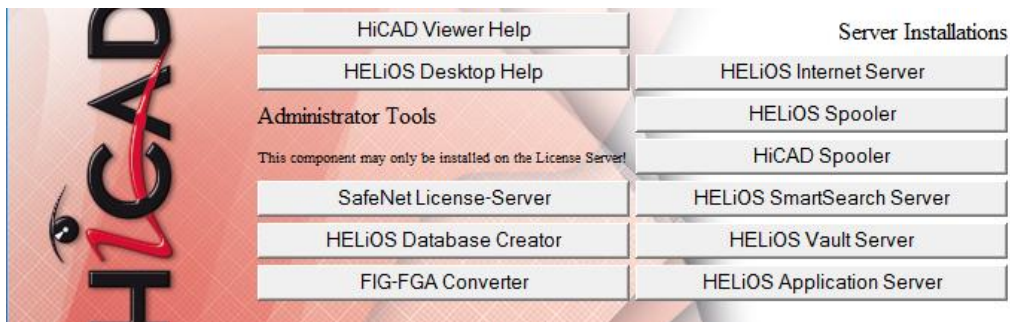 HiCAD
HiCAD Viewer Help
HELiOS Desktop Help
Administrator Tools
This component may only be installed on the License Server!
SafeNet License-Server
HELiOS Database Creator
FIG-FGA Converter
Server Installations
HELiOS Internet Server
HELiOS Spooler
HiCAD Spooler
HELiOS SmartSearch Server
HELiOS Vault Server
HELiOS Application Server